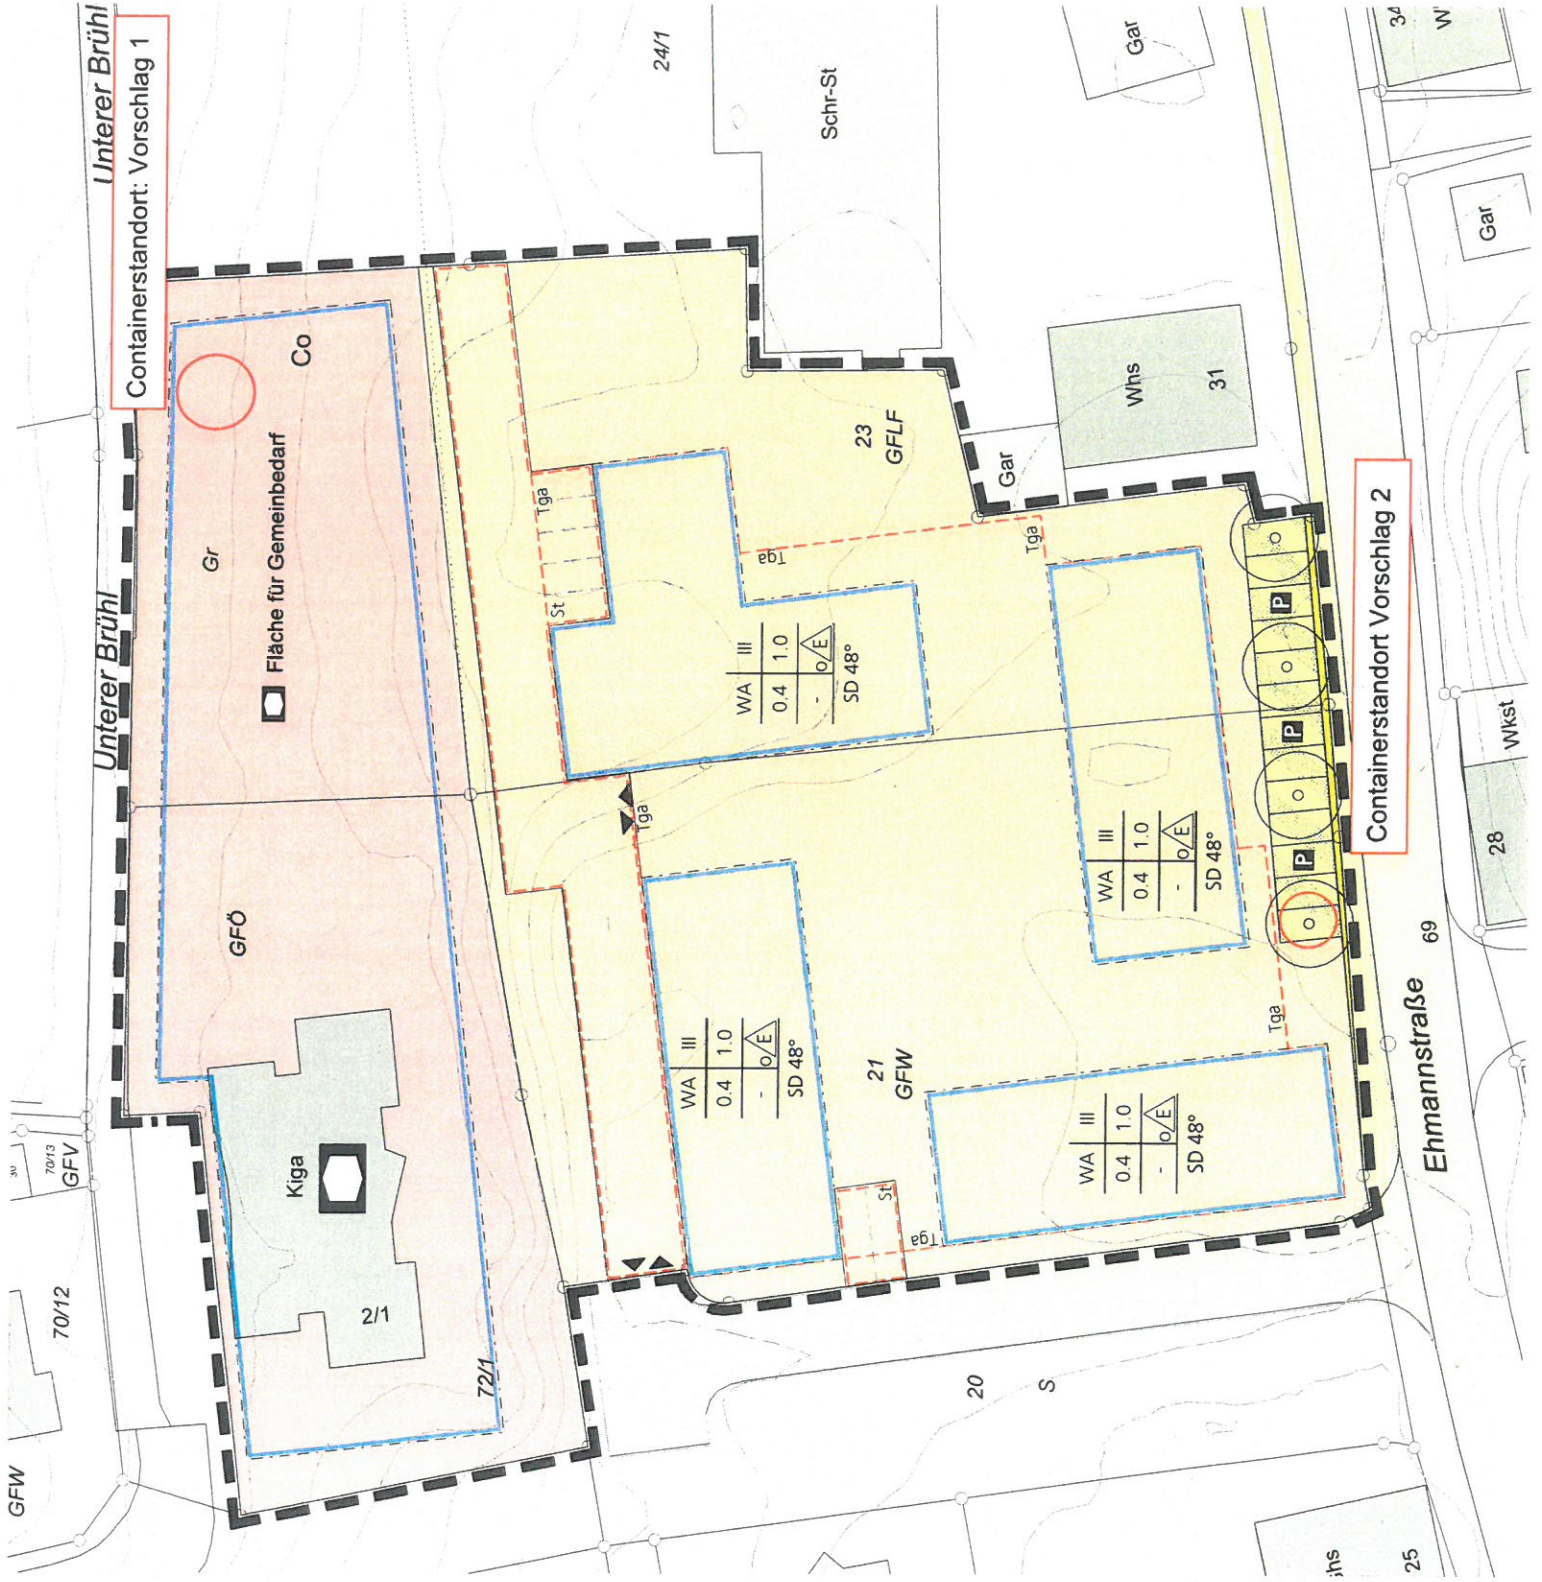 Unterer Brühl
Containerstandort: Vorschlag 1
24/1
Schr-St
Gar
34
Gar
Unterer Brühl
Co
Gr
Fläche für Gemeinbedarf
GFÖ
23
GFLF
Whs
31
Gar
Tga
St
Tga
Tga
WA III
0.4 1.0
- o E
SD 48°
Tga
WA III
0.4 1.0
- o E
SD 48°
P
P
P
Containerstandort Vorschlag 2
Wkst
28
WA III
0.4 1.0
- o E
SD 48°
21
GFW
Tga
WA III
0.4 1.0
- o E
SD 48°
St
Tga
Ehmannstraße
69
Kiga
2/1
72/1
70/13
GFV
70/12
GFW
20
S
25